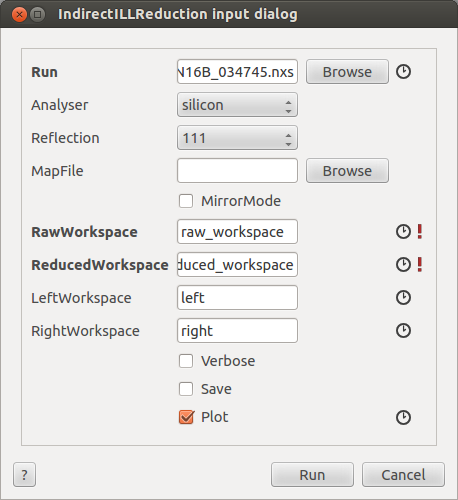 IndirectILLReduction input dialog
Run N16B_034745.nxs Browse
Analyser silicon
Reflection 111
MapFile Browse
MirrorMode
RawWorkspace raw_workspace !
ReducedWorkspace duced_workspace !
LeftWorkspace left
RightWorkspace right
Verbose
Save
Plot
? Run Cancel